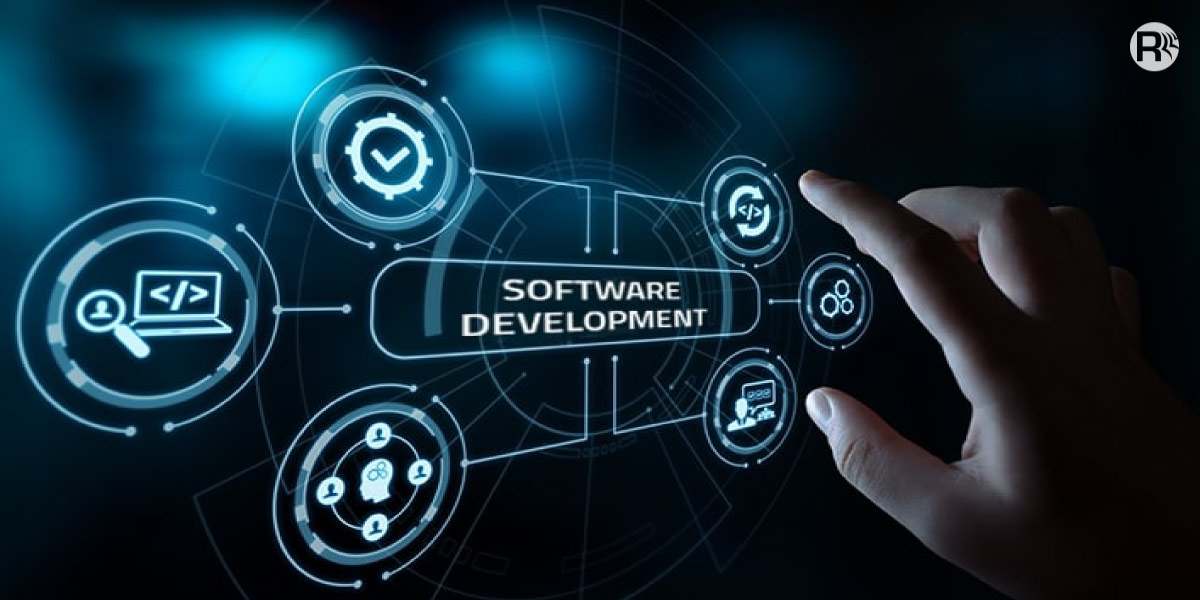 R
</>
</>
SOFTWARE
DEVELOPMENT